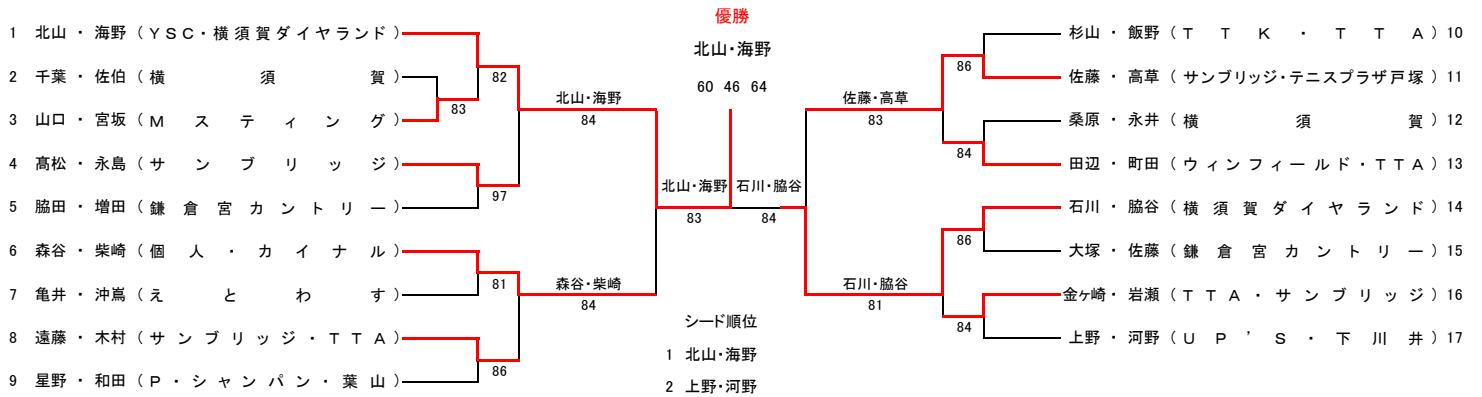 優勝
北山・海野
60 46 64
1 北山・海野(YSC・横須賀ダイヤランド)
2 千葉・佐伯(横須賀)
3 山口・宮坂(Mスティング)
4 髙松・永島(サンブリッジ)
5 脇田・増田(鎌倉宮カントリー)
6 森谷・柴崎(個人・カイナル)
7 亀井・沖嶌(えとわす)
8 遠藤・木村(サンブリッジ・TTA)
9 星野・和田(P・シャンパン・葉山)
82
83
97
81
86
北山・海野
84
森谷・柴崎
84
北山・海野
83
石川・脇谷
84
佐藤・高草
83
石川・脇谷
81
86
84
86
84
杉山・飯野(TTK・TTA)10
佐藤・高草(サンブリッジ・テニスプラザ戸塚)11
桑原・永井(横須賀)12
田辺・町田(ウィンフィールド・TTA)13
石川・脇谷(横須賀ダイヤランド)14
大塚・佐藤(鎌倉宮カントリー)15
金ヶ崎・岩瀬(TTA・サンブリッジ)16
上野・河野(UP'S・下川井)17
シード順位
1 北山・海野
2 上野・河野